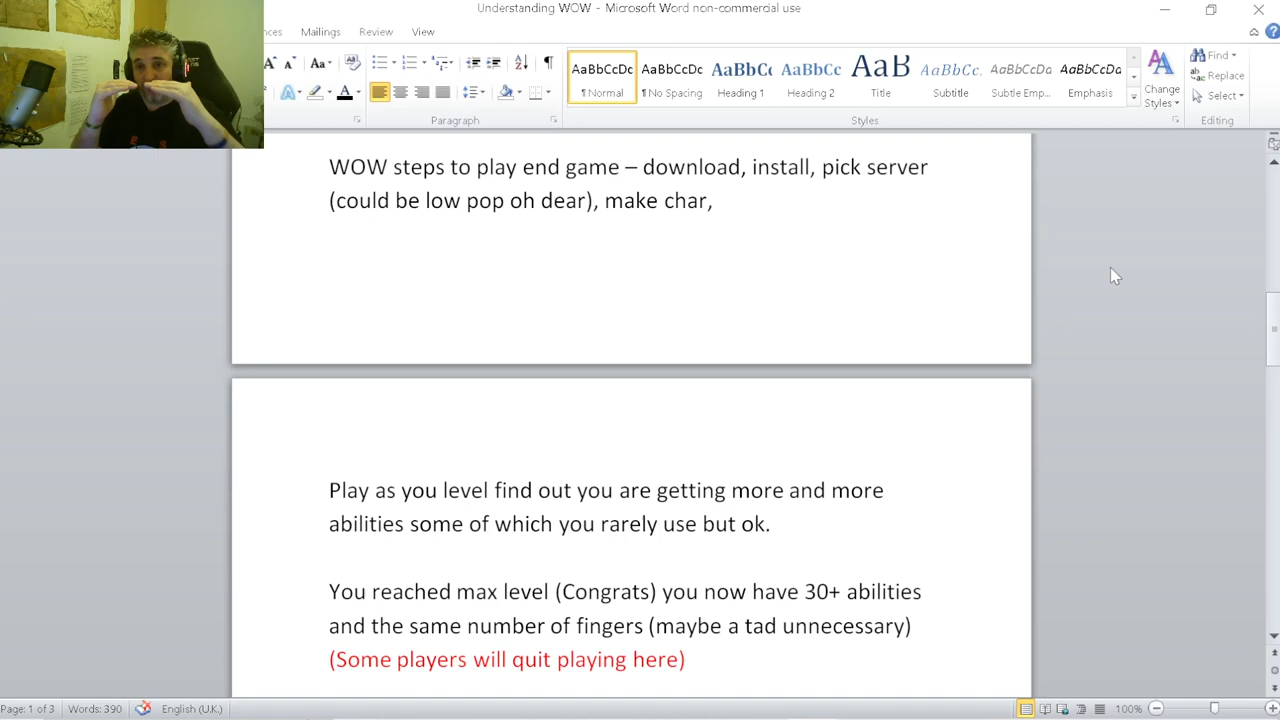 Understanding WOW - Microsoft Word non-commercial use
nces Mailings Review View
Aa
AaBbCcDc AaBbCcDc AaBbCc AaBbCc AaB AaBbCc. AaBbCcDa AaBbCcDa
¶ Normal ¶ No Spacing Heading 1 Heading 2 Title Subtitle Subtle Emp... Emphasis
Change
Styles
Find
Replace
Select
Paragraph Styles Editing
WOW steps to play end game – download, install, pick server
(could be low pop oh dear), make char,
Play as you level find out you are getting more and more
abilities some of which you rarely use but ok.
You reached max level (Congrats) you now have 30+ abilities
and the same number of fingers (maybe a tad unnecessary)
(Some players will quit playing here)
Page: 1 of 3 Words: 390 English (U.K.) 100%